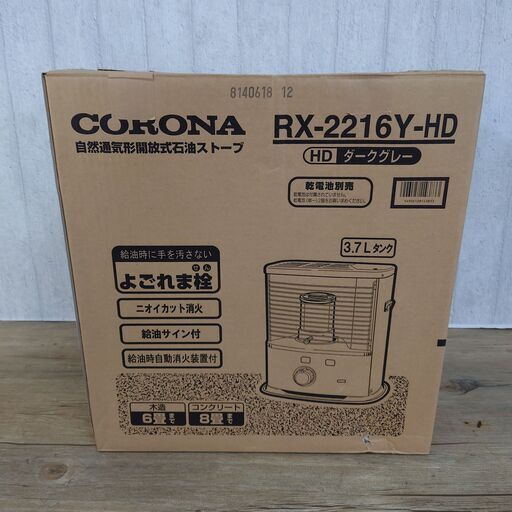 8140618 12
CORONA
自然通気形開放式石油ストーブ
RX-2216Y-HD
HD ダークグレー
乾電池別売
3.7Lタンク
給油時に手を汚さない
よごれま栓
せん
ニオイカット消火
給油サイン付
給油時自動消火装置付
木造
6畳まで
コンクリート
8畳まで